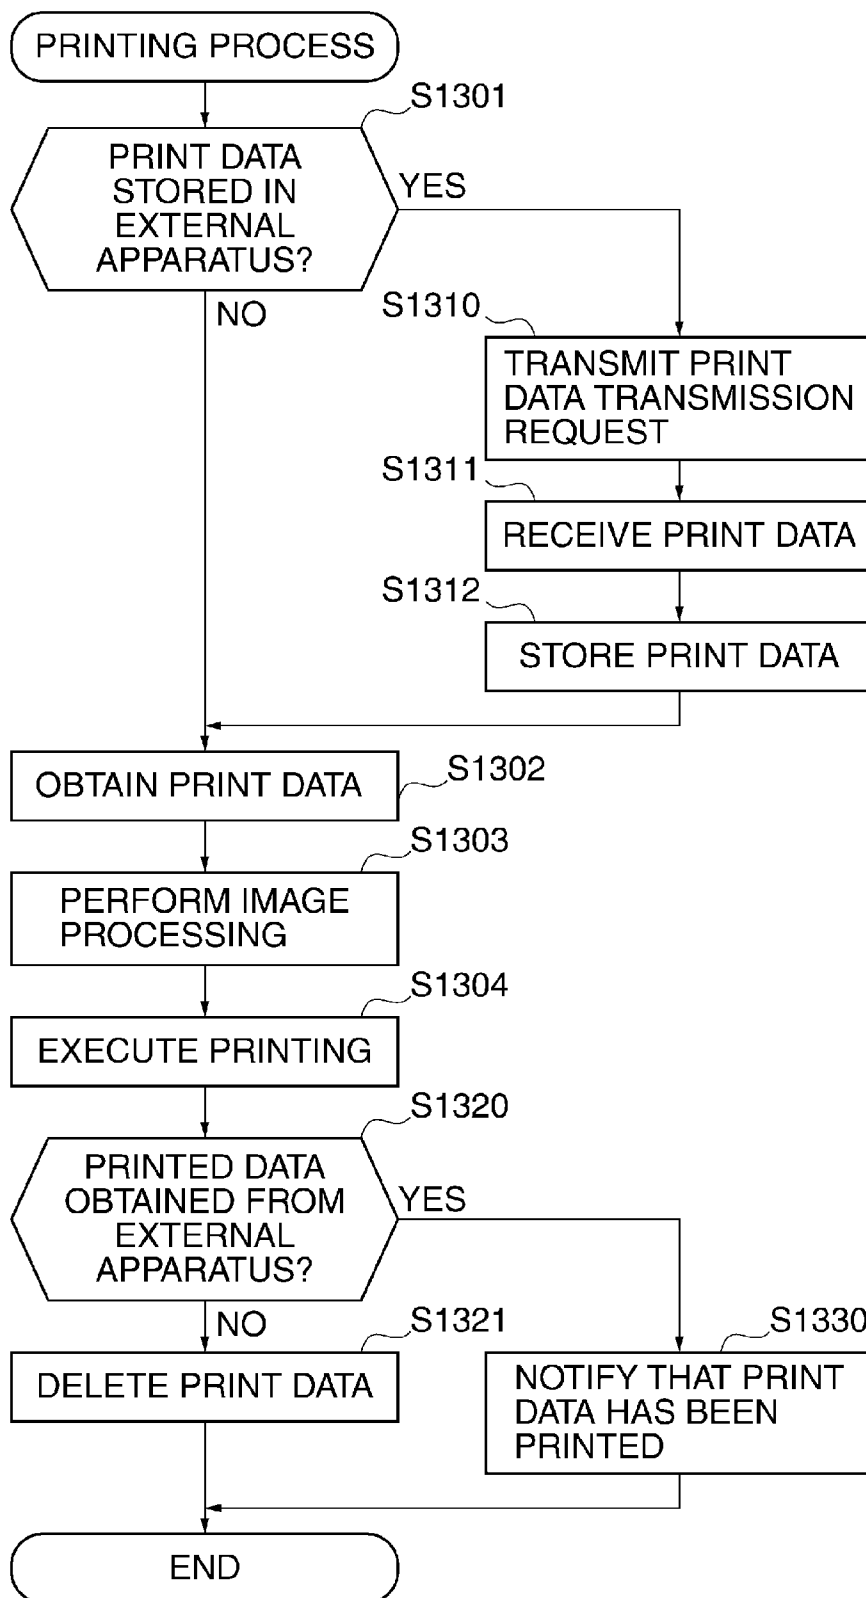 PRINTING PROCESS
S1301
PRINT DATA
STORED IN
EXTERNAL
APPARATUS?
YES
NO
S1310
TRANSMIT PRINT
DATA TRANSMISSION
REQUEST
S1311
RECEIVE PRINT DATA
S1312
STORE PRINT DATA
OBTAIN PRINT DATA
S1302
S1303
PERFORM IMAGE
PROCESSING
S1304
EXECUTE PRINTING
S1320
PRINTED DATA
OBTAINED FROM
EXTERNAL
APPARATUS?
YES
NO
S1321
DELETE PRINT DATA
S1330
NOTIFY THAT PRINT
DATA HAS BEEN
PRINTED
END